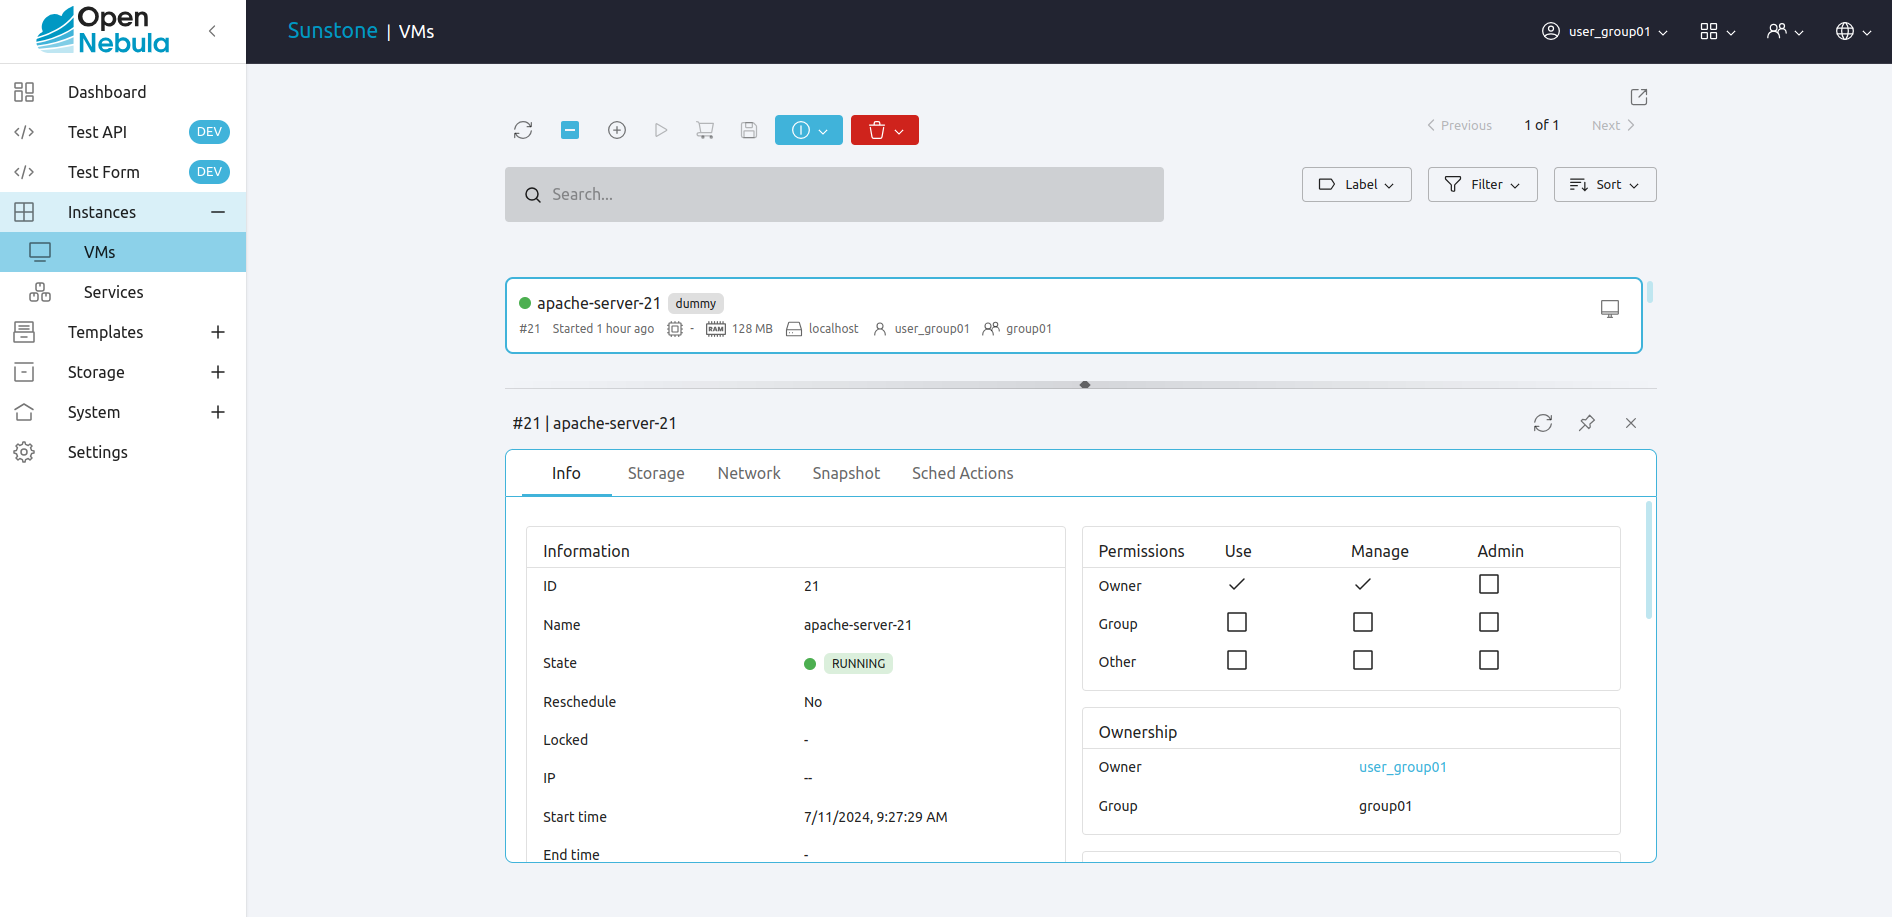 Open
Nebula
Sunstone | VMs
user_group01
Dashboard
Test API DEV
Test Form DEV
Instances
VMs
Services
Templates
Storage
System
Settings
Previous 1 of 1 Next
Search...
Label Filter Sort
apache-server-21 dummy
#21 Started 1 hour ago - RAM 128 MB localhost user_group01 group01
#21 | apache-server-21
Info Storage Network Snapshot Sched Actions
Information
ID 21
Name apache-server-21
State RUNNING
Reschedule No
Locked -
IP --
Start time 7/11/2024, 9:27:29 AM
End time -
Permissions Use Manage Admin
Owner
Group
Other
Ownership
Owner user_group01
Group group01